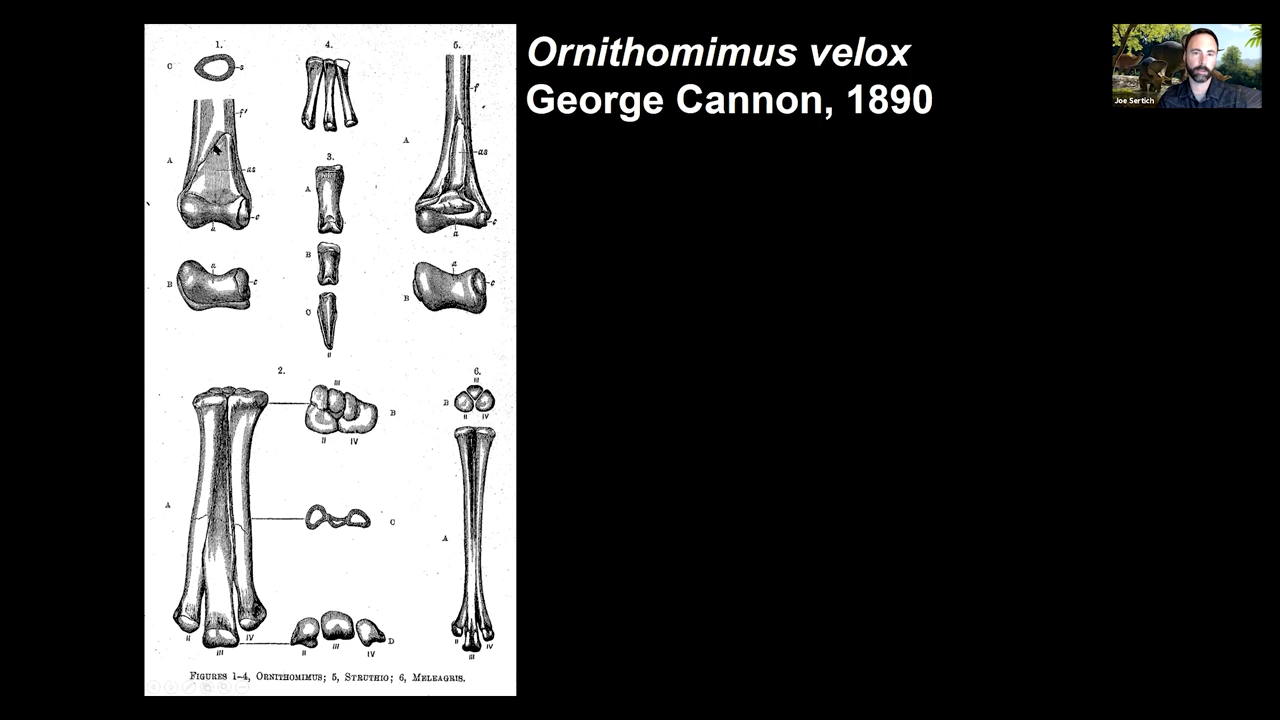 Ornithomimus velox
George Cannon, 1890
Joe Sertich
1.
4.
5.
C
s
f'
f
A
A
as
as
3.
A
c
c
a
a
B
B
a
c
B
a
c
C
II
2.
6.
III
III
B
B
II
IV
II
IV
A
C
A
II
IV
III
II
III
IV
D
II
IV
III
FIGURES 1–4, ORNITHOMIMUS; 5, STRUTHIO; 6, MELEAGRIS.